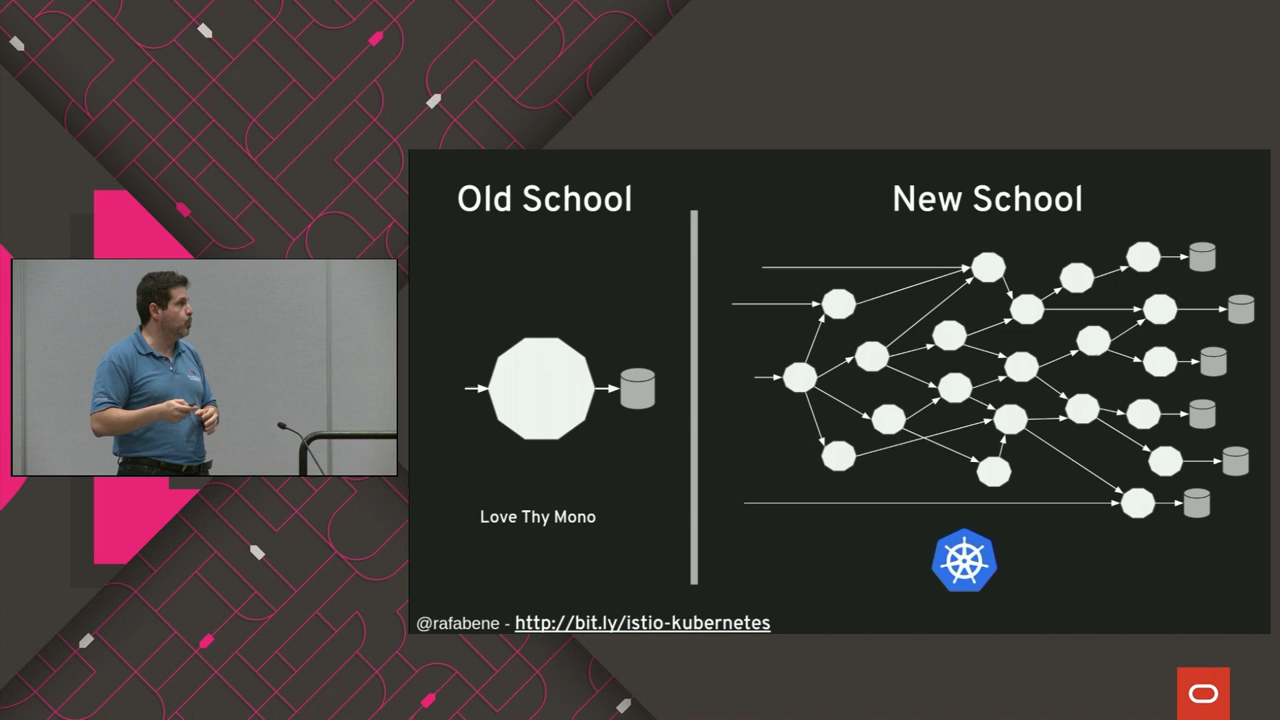 Old School
New School
Love Thy Mono
@rafabene - http://bit.ly/istio-kubernetes